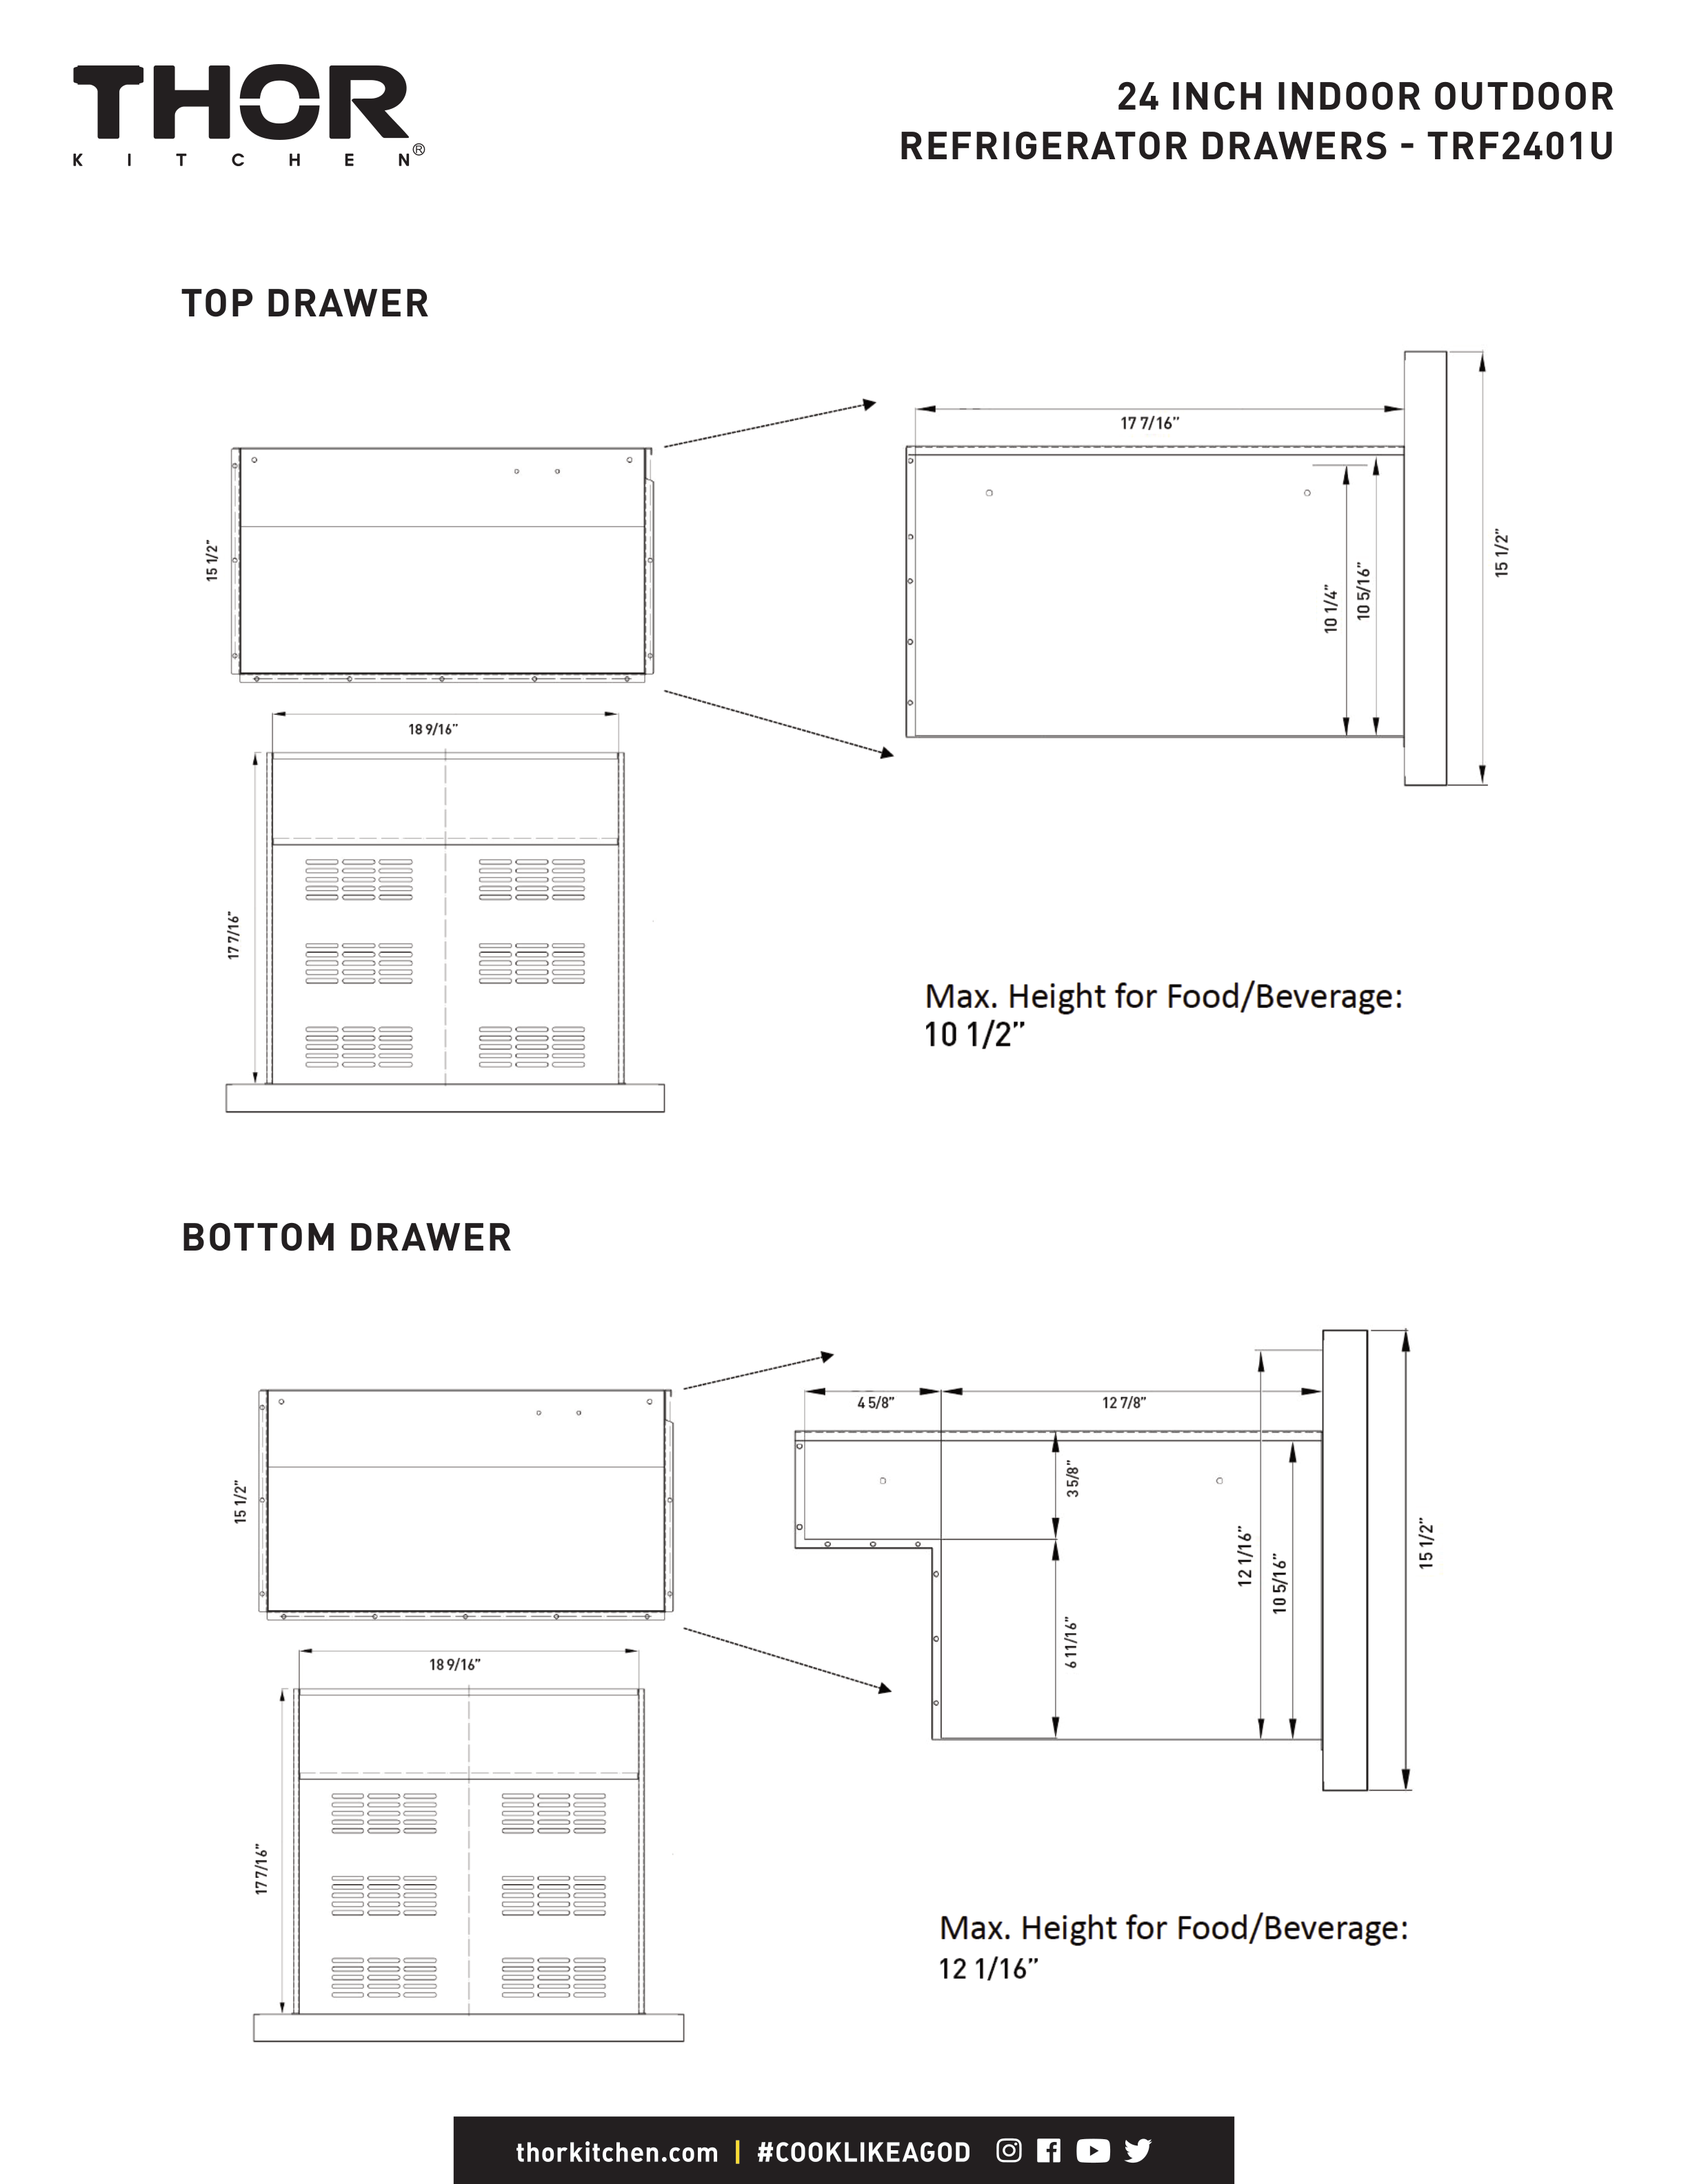 THOR
KITCHEN®
24 INCH INDOOR OUTDOOR
REFRIGERATOR DRAWERS - TRF2401U
TOP DRAWER
15 1/2"
18 9/16"
17 7/16"
17 7/16"
10 1/4"
10 5/16"
15 1/2"
Max. Height for Food/Beverage:
10 1/2"
BOTTOM DRAWER
15 1/2"
18 9/16"
17 7/16"
4 5/8"
12 7/8"
3 5/8"
6 11/16"
12 1/16"
10 5/16"
15 1/2"
Max. Height for Food/Beverage:
12 1/16"
thorkitchen.com | #COOKLIKEAGOD